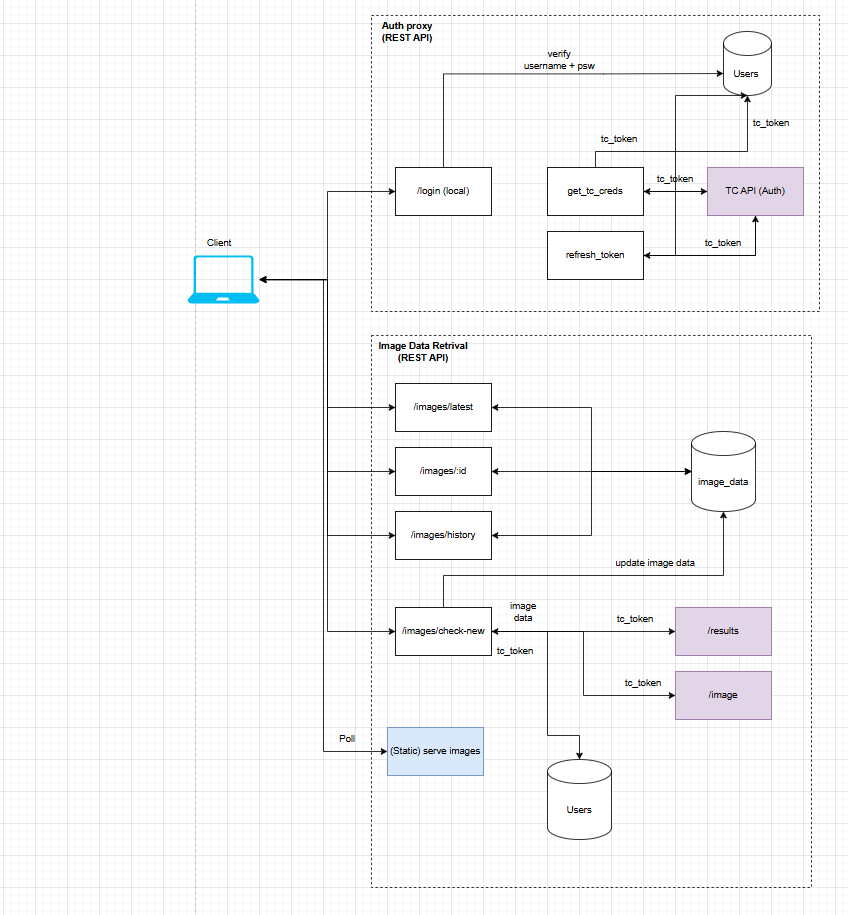 Auth proxy
(REST API)
verify
username + psw
Users
tc_token
tc_token
/login (local)
get_tc_creds
tc_token
TC API (Auth)
Client
refresh_token
tc_token
Image Data Retrival
(REST API)
/images/latest
/images/:id
image_data
/images/history
update image data
image
data
/images/check-new
tc_token
/results
tc_token
tc_token
/image
Poll
(Static) serve images
Users